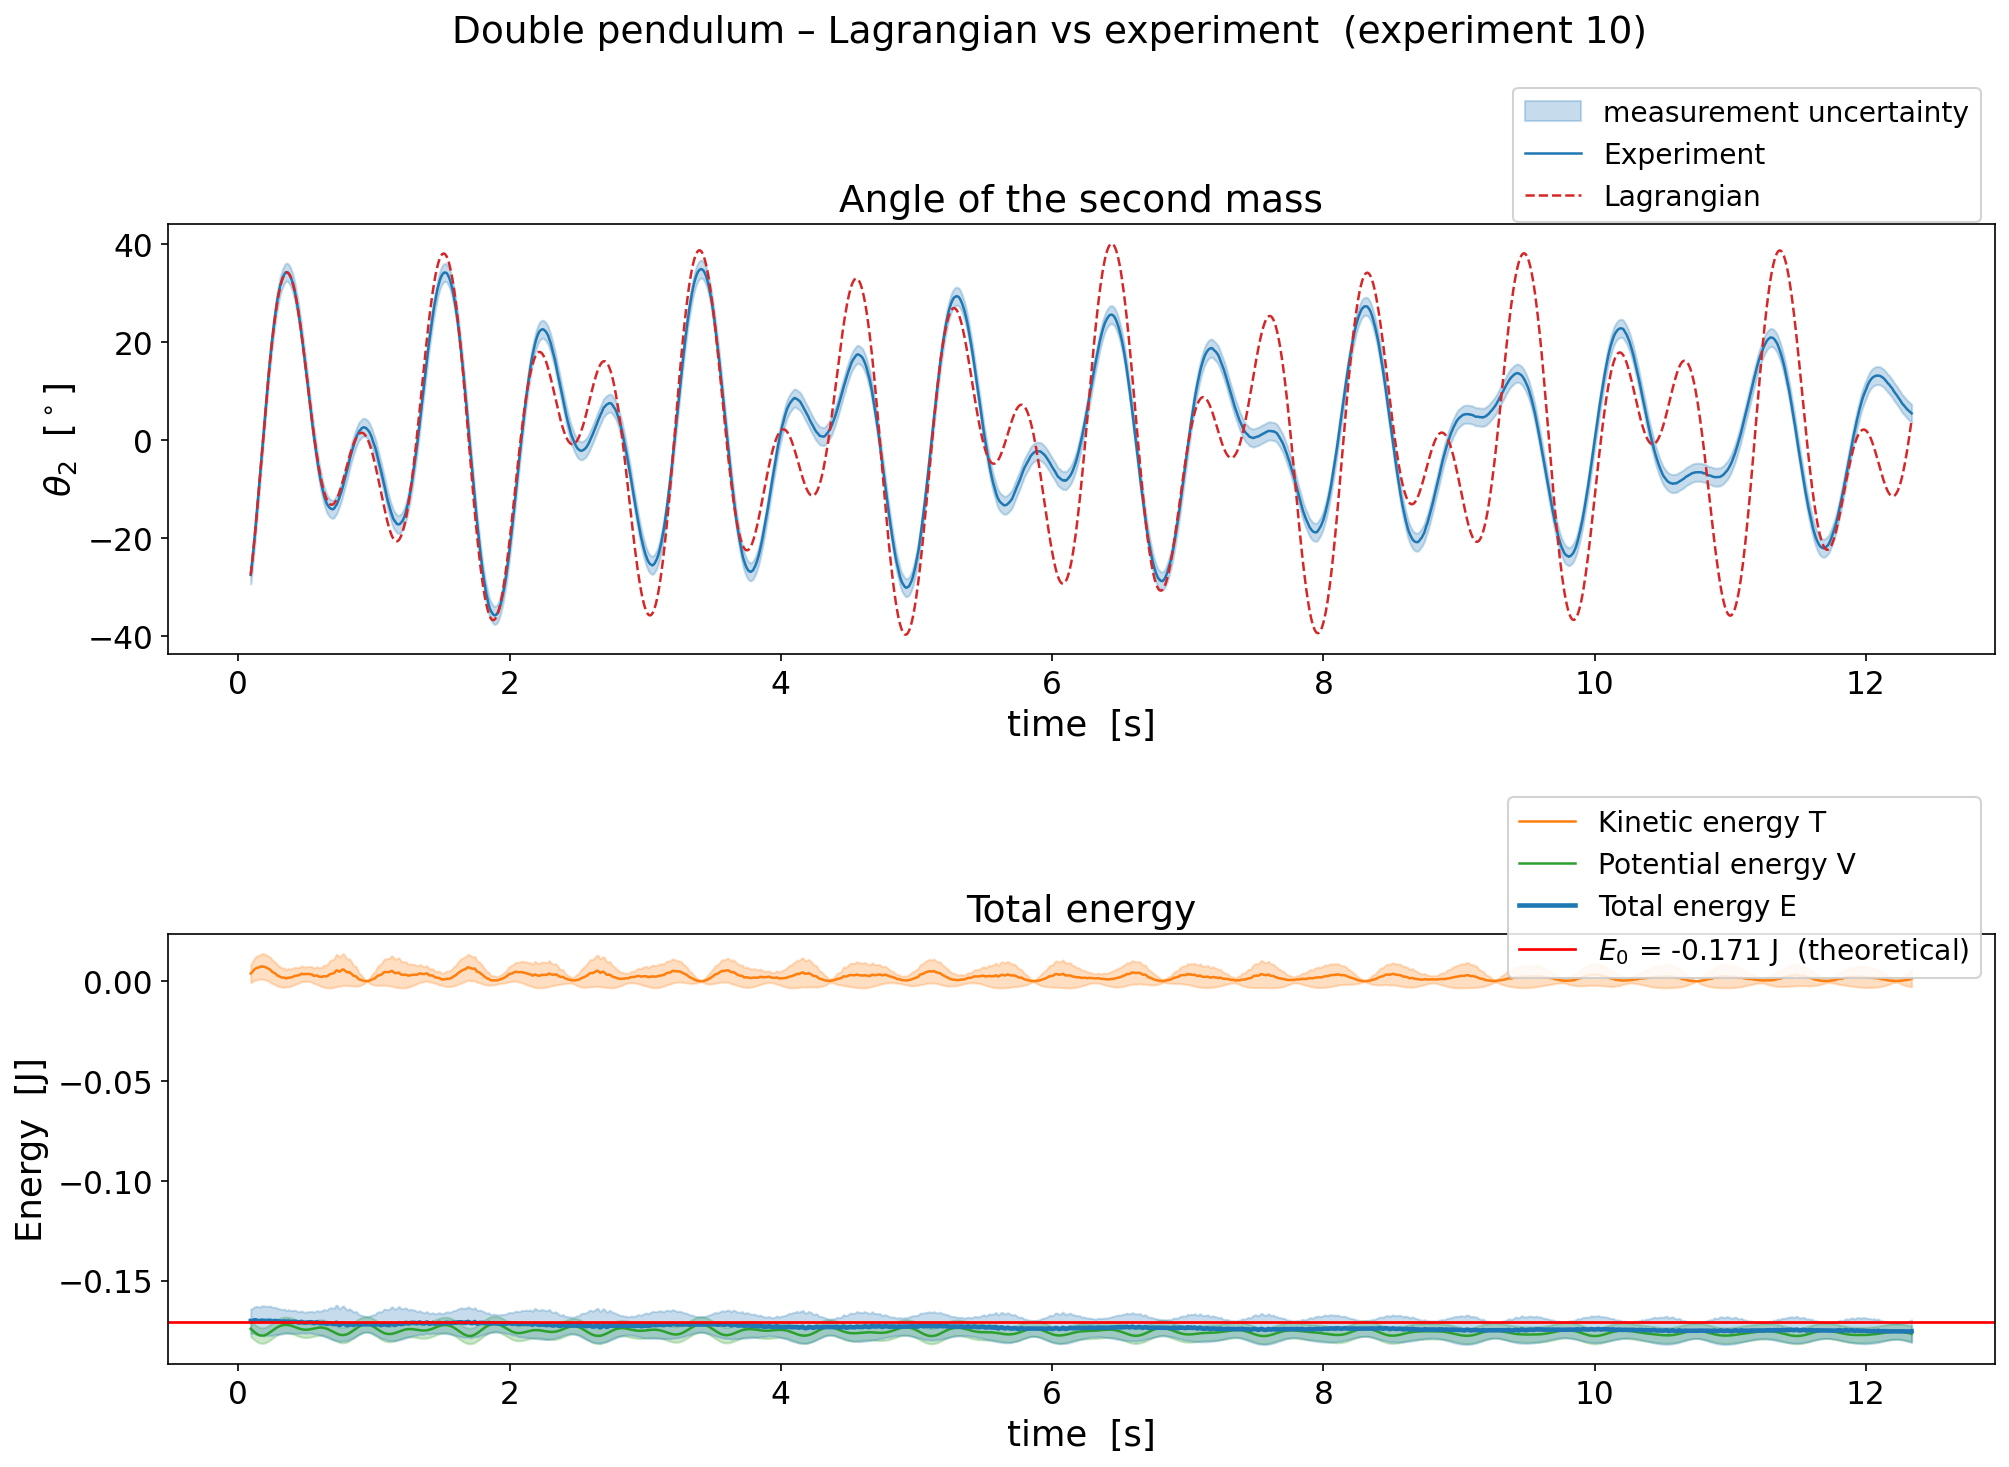 Double pendulum – Lagrangian vs experiment  (experiment 10)
measurement uncertainty
Experiment
Lagrangian
Angle of the second mass
40
20
0
−20
−40
θ₂  [ ° ]
0 2 4 6 8 10 12
time  [s]
Kinetic energy T
Potential energy V
Total energy E
E₀ = -0.171 J  (theoretical)
Total energy
0.00
−0.05
−0.10
−0.15
Energy  [J]
0 2 4 6 8 10 12
time  [s]